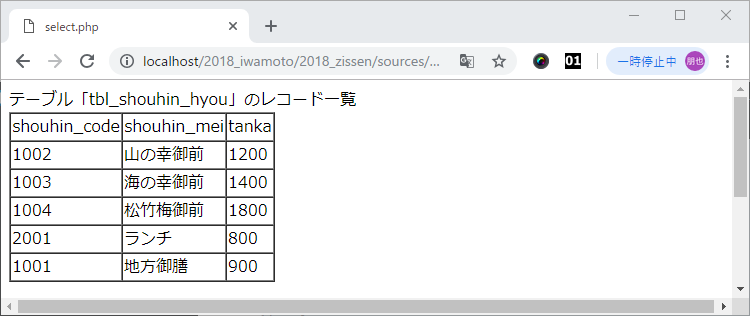 select.php
localhost/2018_iwamoto/2018_zissen/sources/...
01
一時停止中
朋也
テーブル「tbl_shouhin_hyou」のレコード一覧
shouhin_code shouhin_mei tanka
1002 山の幸御前 1200
1003 海の幸御前 1400
1004 松竹梅御前 1800
2001 ランチ 800
1001 地方御膳 900